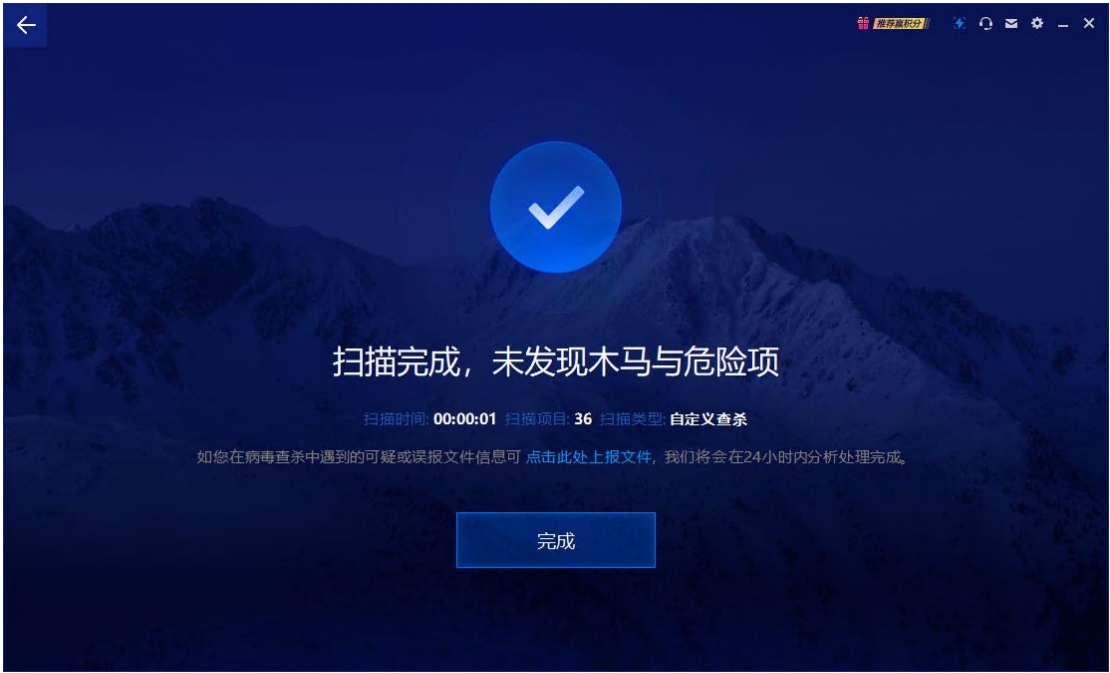 推荐赢积分
扫描完成，未发现木马与危险项
扫描时间: 00:00:01 扫描项目: 36 扫描类型: 自定义查杀
如您在病毒查杀中遇到的可疑或误报文件信息可 点击此处上报文件，我们将会在24小时内分析处理完成。
完成